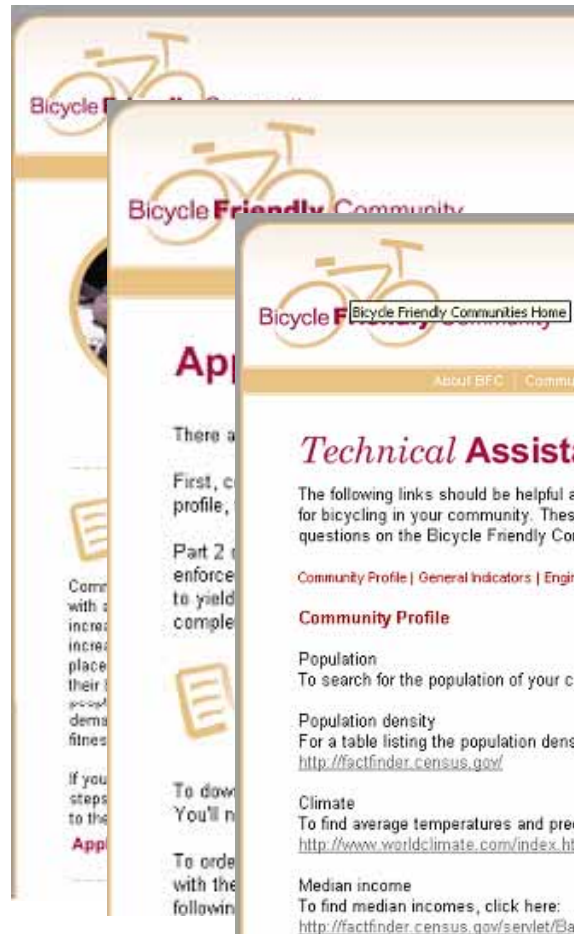 Bicycle
Bicycle Friendly Community
Bicycle Friendly Community
Bicycle Friendly Communities Home
About BFC | Commu
App
There a
First, c
profile,
Part 2
enforce
to yield
comple
To dow
You'll n
To orde
with the
followin
Comm
with a
increa
increa
place
their
people
dema
fitnes
If you
steps
to the
Appl
Technical Assista
The following links should be helpful a
for bicycling in your community. Thes
questions on the Bicycle Friendly Co
Community Profile | General Indicators | Engin
Community Profile
Population
To search for the population of your c
Population density
For a table listing the population dens
http://factfinder.census.gov/
Climate
To find average temperatures and prec
http://www.worldclimate.com/index.ht
Median income
To find median incomes, click here:
http://factfinder.census.gov/servlet/Ba